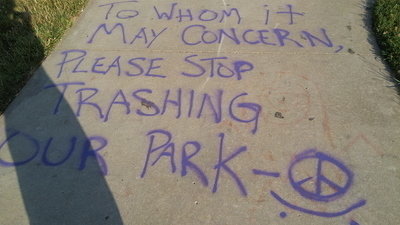 To Whom it
May Concern,
Please Stop
Trashing
Our Park-